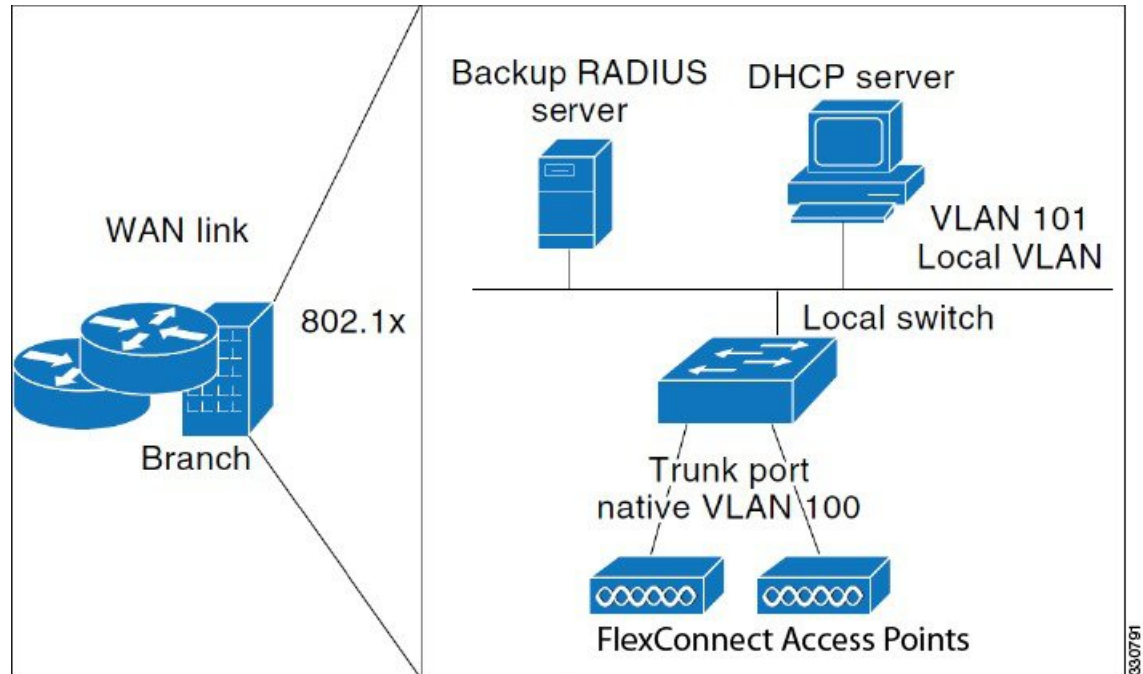 WAN link
802.1x
Branch
Backup RADIUS
server
DHCP server
VLAN 101
Local VLAN
Local switch
Trunk port
native VLAN 100
FlexConnect Access Points
330791